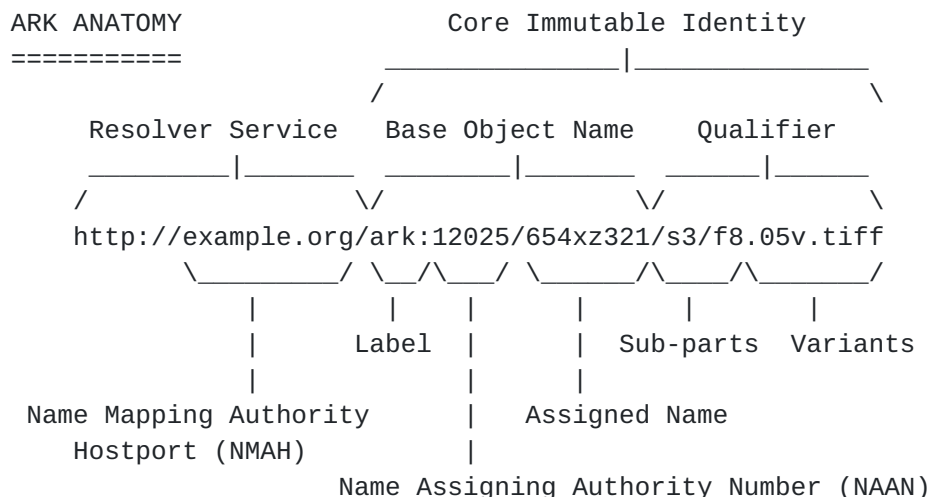 ARK ANATOMY Core Immutable Identity
===========
Resolver Service Base Object Name Qualifier
http://example.org/ark:12025/654xz321/s3/f8.05v.tiff
Label Sub-parts Variants
Name Mapping Authority Assigned Name
Hostport (NMAH)
Name Assigning Authority Number (NAAN)